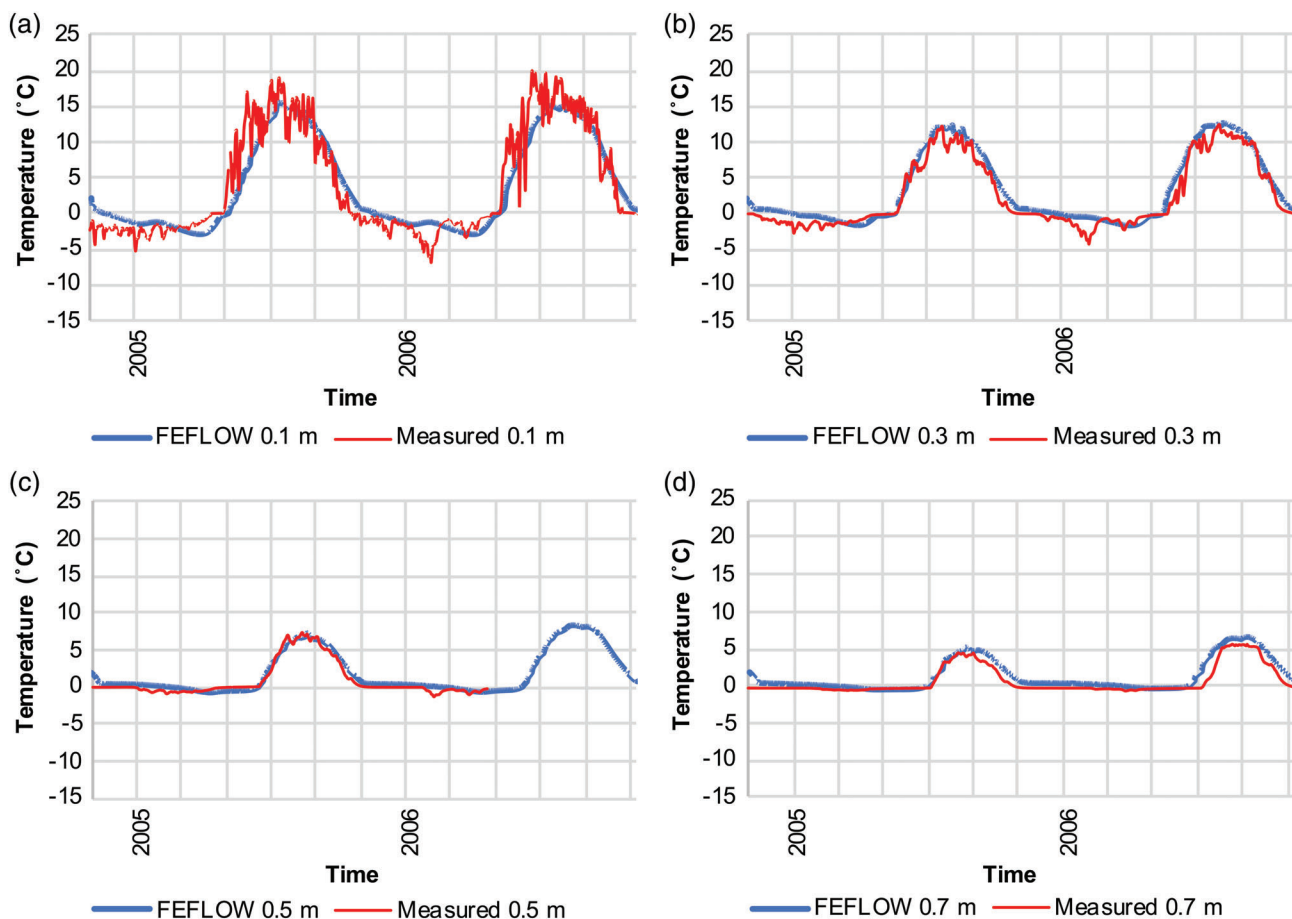 (a)
25
20
15
10
5
0
-5
-10
-15
Temperature (˚C)
2005
2006
Time
FEFLOW 0.1 m Measured 0.1 m
(b)
25
20
15
10
5
0
-5
-10
-15
Temperature (˚C)
2005
2006
Time
FEFLOW 0.3 m Measured 0.3 m
(c)
25
20
15
10
5
0
-5
-10
-15
Temperature (˚C)
2005
2006
Time
FEFLOW 0.5 m Measured 0.5 m
(d)
25
20
15
10
5
0
-5
-10
-15
Temperature (˚C)
2005
2006
Time
FEFLOW 0.7 m Measured 0.7 m